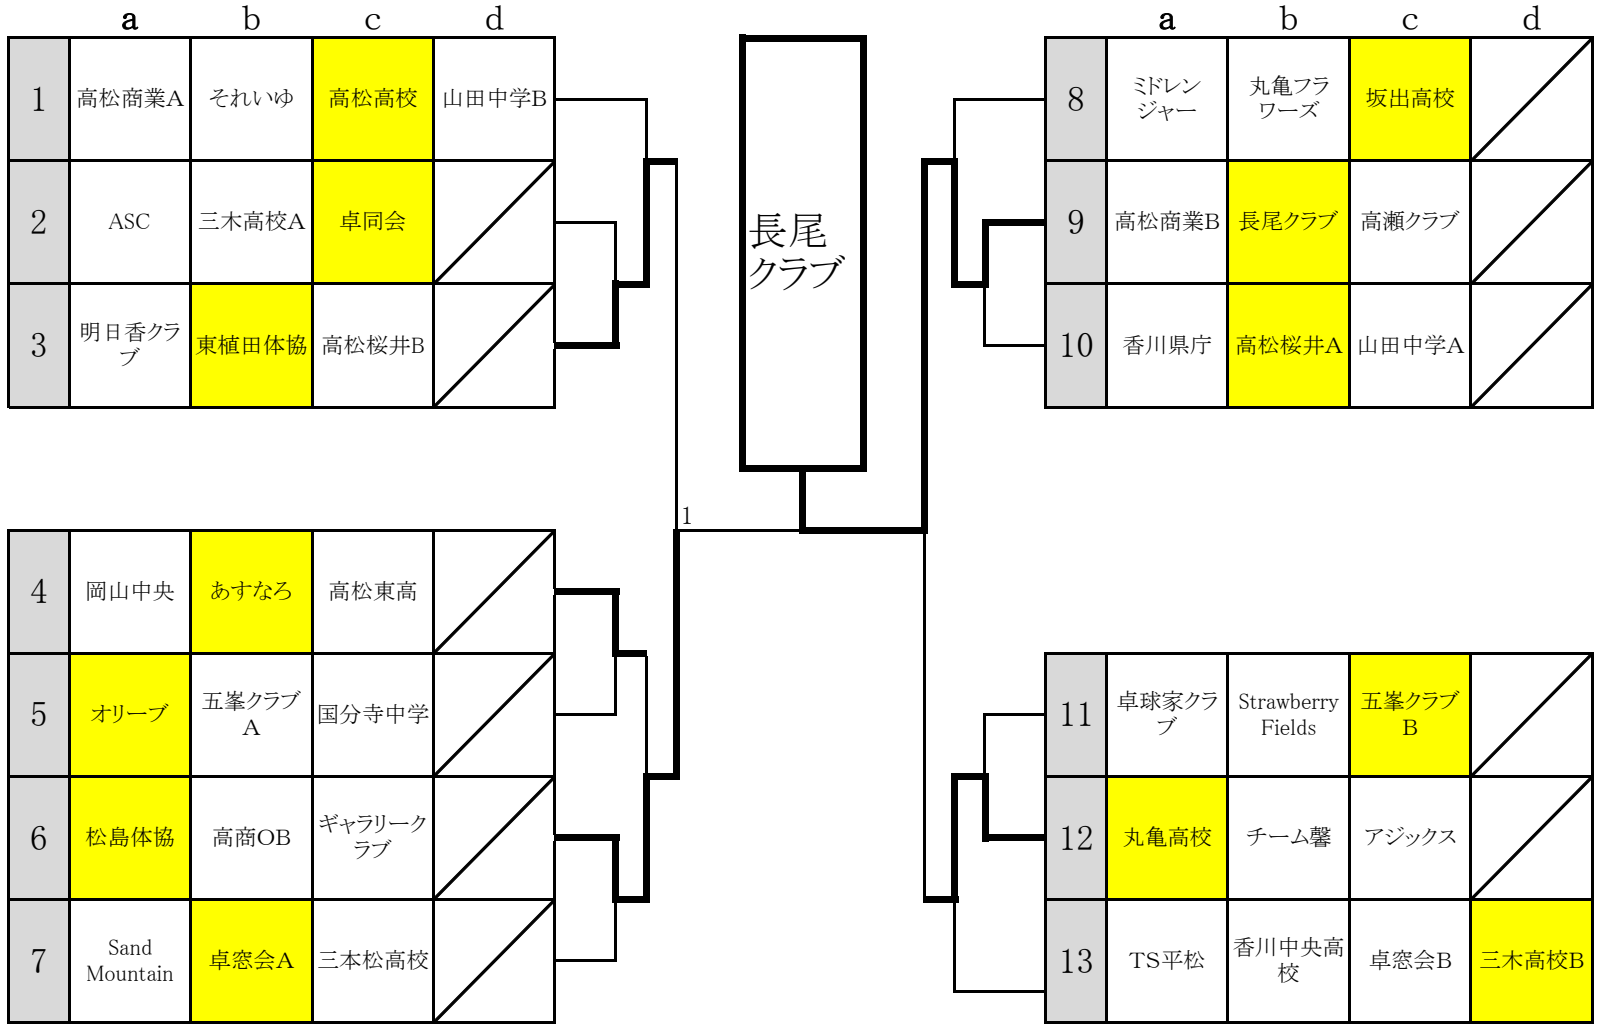 a b c d
1 高松商業A それいゆ 高松高校 山田中学B
2 ASC 三木高校A 卓同会
3 明日香クラ
ブ 東植田体協 高松桜井B
4 岡山中央 あすなろ 高松東高
5 オリーブ 五峯クラブ
A 国分寺中学
6 松島体協 高商OB ギャラリーク
ラブ
7 Sand
Mountain 卓窓会A 三本松高校
長尾
クラブ
1
a b c d
8 ミドレン
ジャー 丸亀フラ
ワーズ 坂出高校
9 高松商業B 長尾クラブ 高瀬クラブ
10 香川県庁 高松桜井A 山田中学A
11 卓球家クラ
ブ Strawberry
Fields 五峯クラブ
B
12 丸亀高校 チーム馨 アジックス
13 TS平松 香川中央高
校 卓窓会B 三木高校B